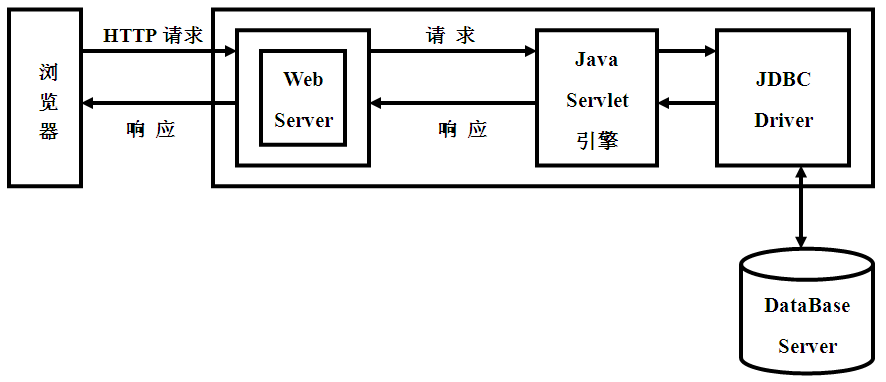 HTTP 请求
请 求
浏
览
器
Web
Server
Java
Servlet
引擎
JDBC
Driver
响 应
响 应
DataBase
Server